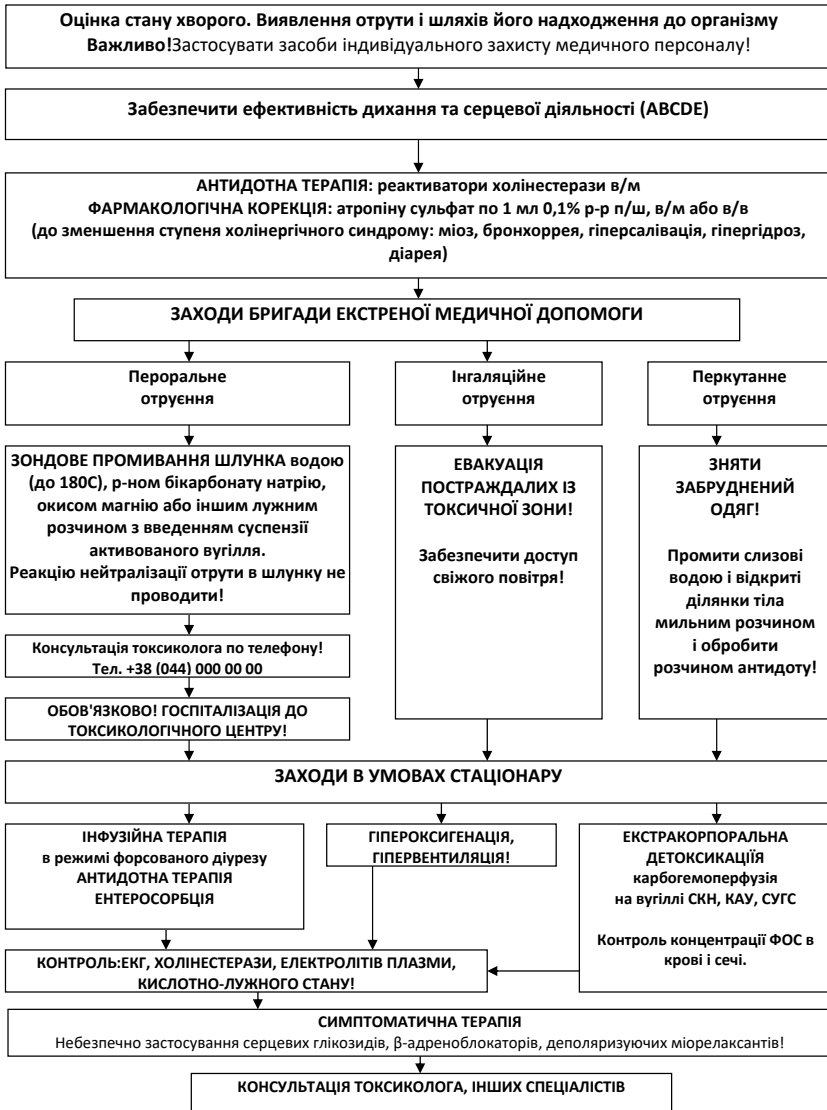 Оцінка стану хворого. Виявлення отрути і шляхів його надходження до організму
Важливо!Застосувати засоби індивідуального захисту медичного персоналу!
Забезпечити ефективність дихання та серцевої діяльності (ABCDE)
АНТИДОТНА ТЕРАПІЯ: реактиватори холінестерази в/м
ФАРМАКОЛОГІЧНА КОРЕКЦІЯ: атропіну сульфат по 1 мл 0,1% р-р п/ш, в/м або в/в
(до зменшення ступеня холінергічного синдрому: міоз, бронхоррея, гіперсалівація, гіпергідроз,
діарея)
ЗАХОДИ БРИГАДИ ЕКСТРЕНОЇ МЕДИЧНОЇ ДОПОМОГИ
Пероральне
отруєння
Інгаляційне
отруєння
Перкутанне
отруєння
ЗОНДОВЕ ПРОМИВАННЯ ШЛУНКА водою
(до 180С), р-ном бікарбонату натрію,
окисом магнію або іншим лужним
розчином з введенням суспензії
активованого вугілля.
Реакцію нейтралізації отрути в шлунку не
проводити!
ЕВАКУАЦІЯ
ПОСТРАЖДАЛИХ ІЗ
ТОКСИЧНОЇ ЗОНИ!
Забезпечити доступ
свіжого повітря!
ЗНЯТИ
ЗАБРУДНЕНИЙ
ОДЯГ!
Промити слизові
водою і відкриті
ділянки тіла
мильним розчином
і обробити
розчином антидоту!
Консультація токсиколога по телефону!
Тел. +38 (044) 000 00 00
ОБОВ'ЯЗКОВО! ГОСПІТАЛІЗАЦІЯ ДО
ТОКСИКОЛОГІЧНОГО ЦЕНТРУ!
ЗАХОДИ В УМОВАХ СТАЦІОНАРУ
ІНФУЗІЙНА ТЕРАПІЯ
в режимі форсованого діурезу
АНТИДОТНА ТЕРАПІЯ
ЕНТЕРОСОРБЦІЯ
ГІПЕРОКСИГЕНАЦІЯ,
ГІПЕРВЕНТИЛЯЦІЯ!
ЕКСТРАКОРПОРАЛЬНА
ДЕТОКСИКАЦІЇЯ
карбогемоперфузія
на вугіллі СКН, КАУ, СУГС
Контроль концентрації ФОС в
крові і сечі.
КОНТРОЛЬ:ЕКГ, ХОЛІНЕСТЕРАЗИ, ЕЛЕКТРОЛІТІВ ПЛАЗМИ,
КИСЛОТНО-ЛУЖНОГО СТАНУ!
СИМПТОМАТИЧНА ТЕРАПІЯ
Небезпечно застосування серцевих глікозидів, β-адреноблокаторів, деполяризуючих міорелаксантів!
КОНСУЛЬТАЦІЯ ТОКСИКОЛОГА, ІНШИХ СПЕЦІАЛІСТІВ